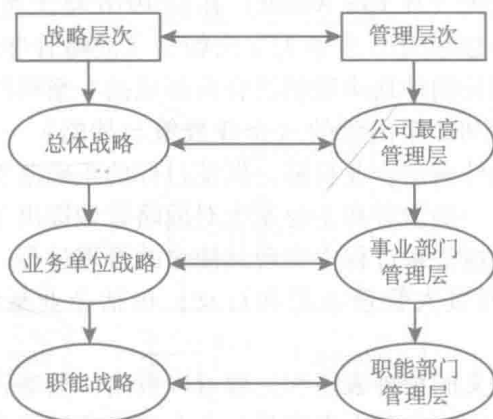 战略层次
管理层次
总体战略
公司最高
管理层
业务单位战略
事业部门
管理层
职能战略
职能部门
管理层